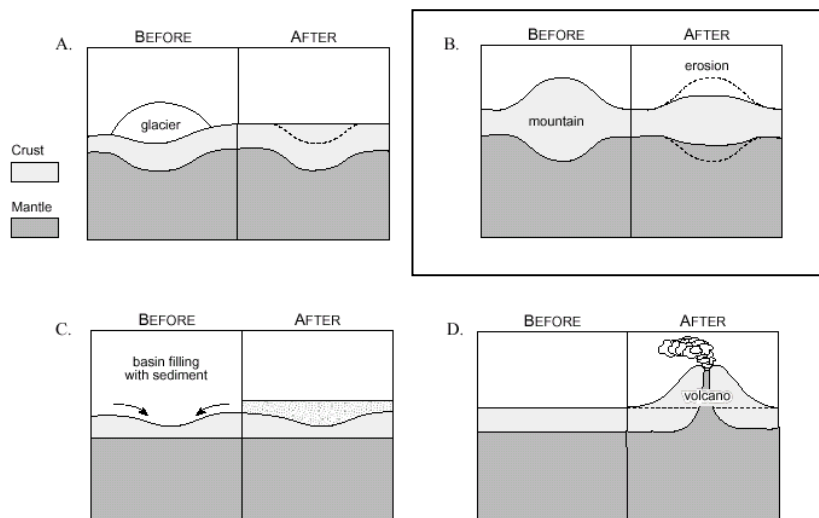 A.
BEFORE
AFTER
glacier
Crust
Mantle
B.
BEFORE
AFTER
erosion
mountain
C.
BEFORE
AFTER
basin filling
with sediment
D.
BEFORE
AFTER
volcano